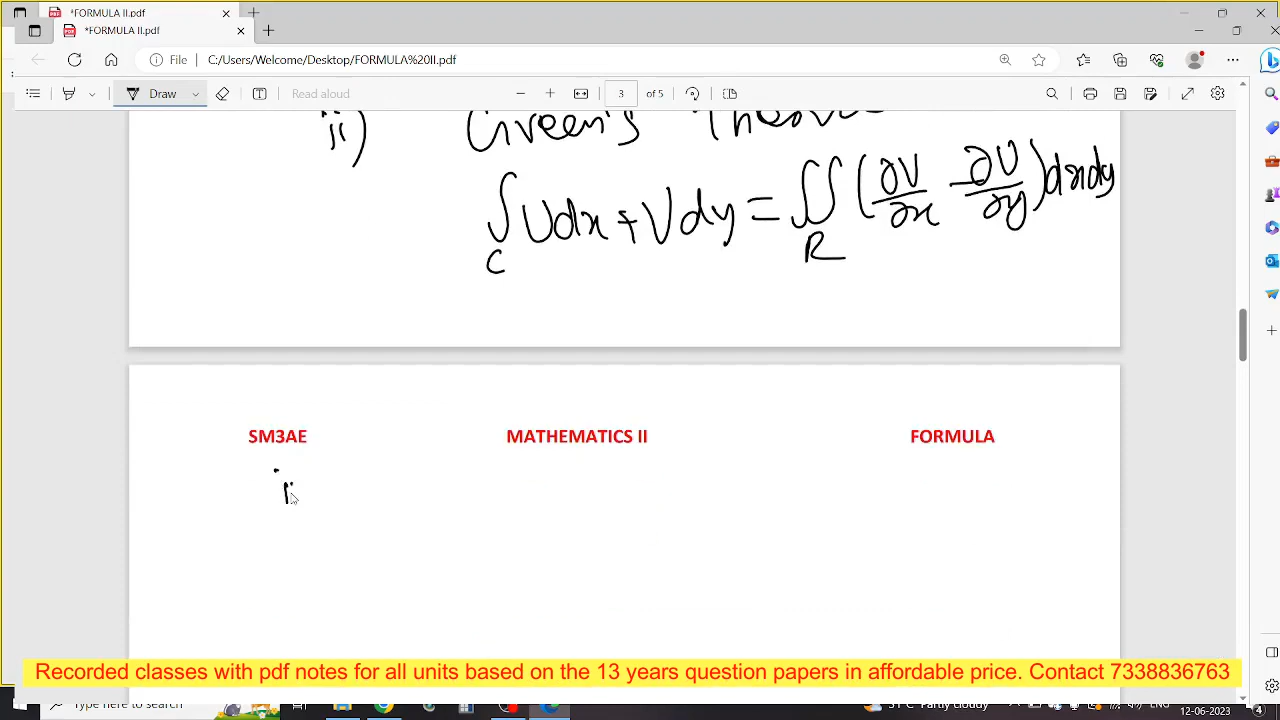 *FORMULA II.pdf
*FORMULA II.pdf
File C:/Users/Welcome/Desktop/FORMULA%20II.pdf
Draw Read aloud 3 of 5
ii) Green's
∫_C Udx + Vdy = ∬_R (∂V/∂x - ∂U/∂y) dxdy
SM3AE MATHEMATICS II FORMULA
Recorded classes with pdf notes for all units based on the 13 years question papers in affordable price. Contact 7338836763
Type here to search 12-06-2023